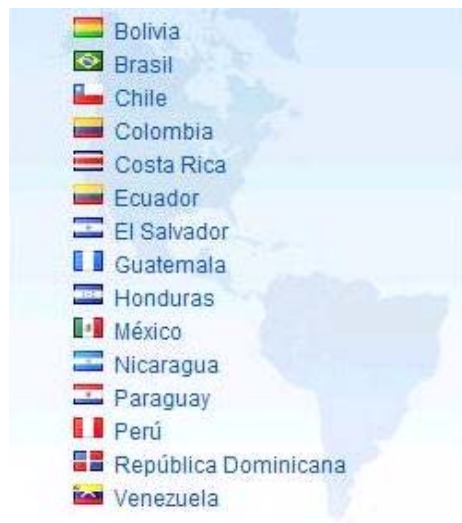 Bolivia
Brasil
Chile
Colombia
Costa Rica
Ecuador
El Salvador
Guatemala
Honduras
México
Nicaragua
Paraguay
Perú
República Dominicana
Venezuela